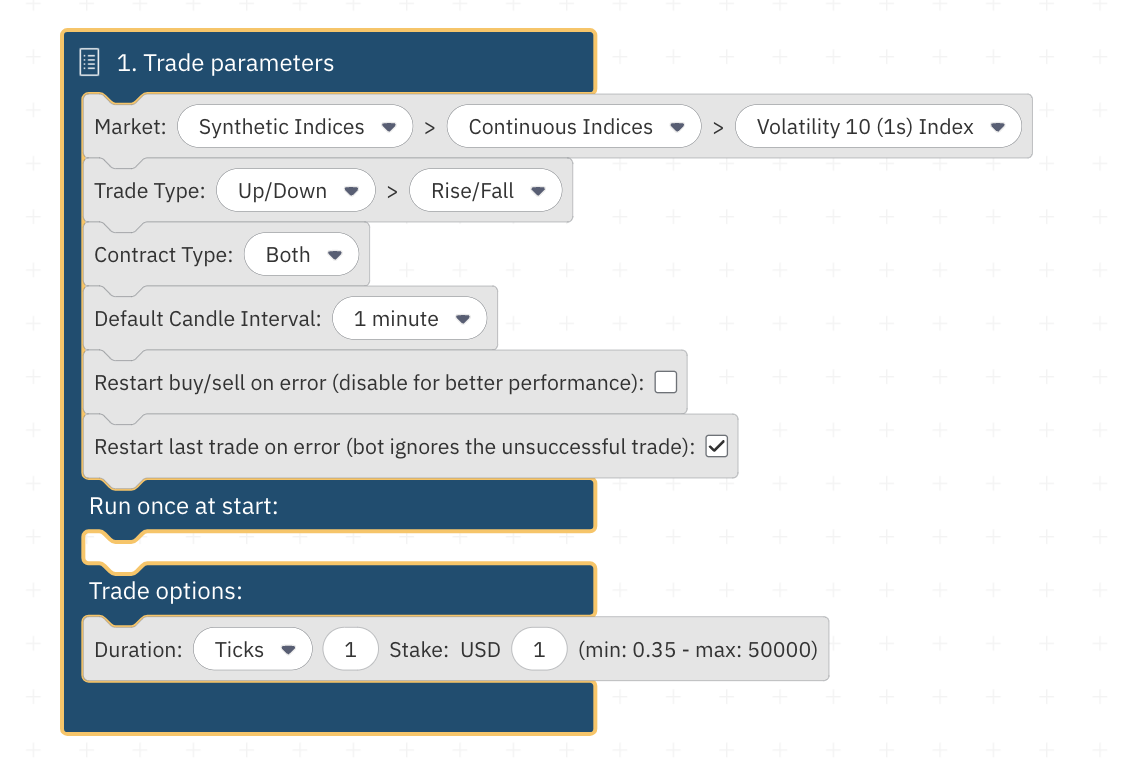 1. Trade parameters
Market: Synthetic Indices > Continuous Indices > Volatility 10 (1s) Index
Trade Type: Up/Down > Rise/Fall
Contract Type: Both
Default Candle Interval: 1 minute
Restart buy/sell on error (disable for better performance):
Restart last trade on error (bot ignores the unsuccessful trade):
Run once at start:
Trade options:
Duration: Ticks 1 Stake: USD 1 (min: 0.35 - max: 50000)